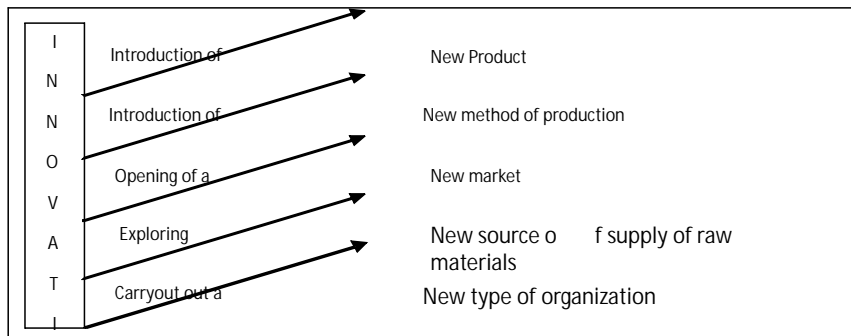 I
N
N
O
V
A
T
I
Introduction of
New Product
Introduction of
New method of production
Opening of a
New market
Exploring
New source o f supply of raw
materials
Carryout out a
New type of organization